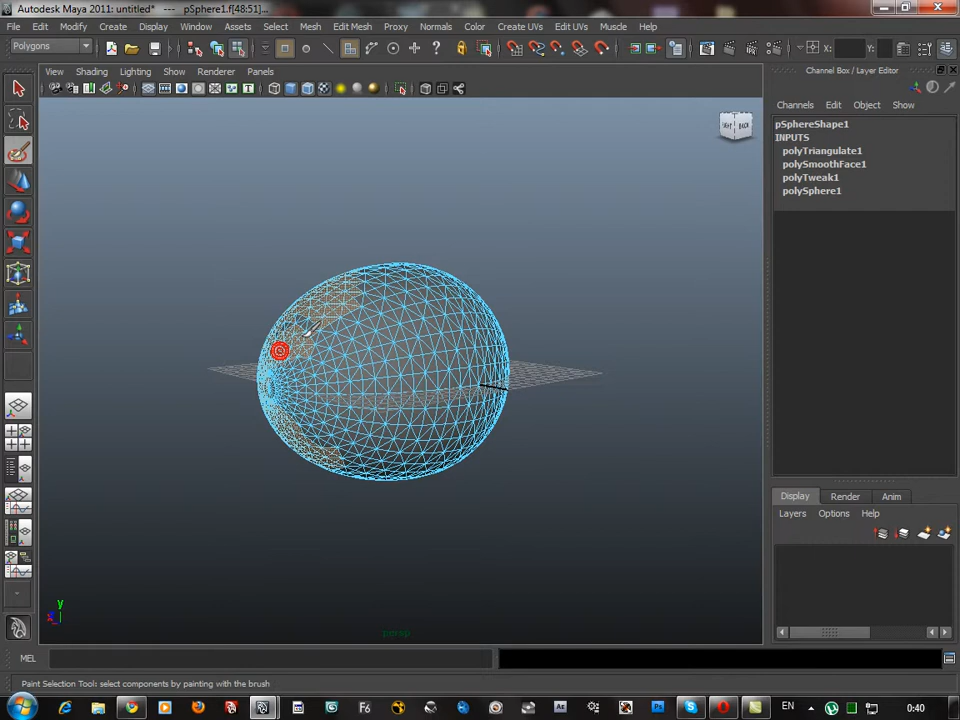 Autodesk Maya 2011: untitled*   ---   pSphere1.f[48:51]...
File Edit Modify Create Display Window Assets Select Mesh Edit Mesh Proxy Normals Color Create UVs Edit UVs Muscle Help
Polygons X: Y:
View Shading Lighting Show Renderer Panels
Channel Box / Layer Editor
Channels Edit Object Show
pSphereShape1
INPUTS
polyTriangulate1
polySmoothFace1
polyTweak1
polySphere1
Display Render Anim
Layers Options Help
y
persp
MEL
Paint Selection Tool: select components by painting with the brush
EN 0:40